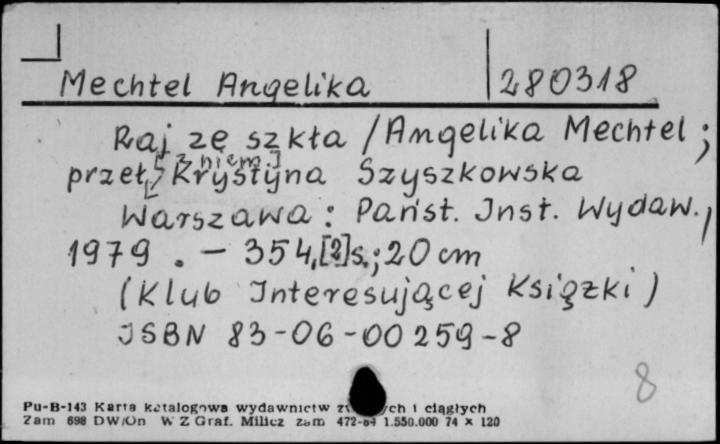 Mechtel Angelika 280318
Raj ze szkła / Angelika Mechtel ;
[z niem.]
przeł. Krystyna Szyszkowska
Warszawa : Państ. Inst. Wydaw.,
1979 . - 354,[2]s.; 20 cm
(Klub Interesującej Książki)
ISBN 83-06-00259-8
8
Pu-B-143 Karta katalogowa wydawnictw ych i ciągłych
Zam 698 DW/On W Z Graf. Milicz zam 472-84 1.550.000 74 x 120